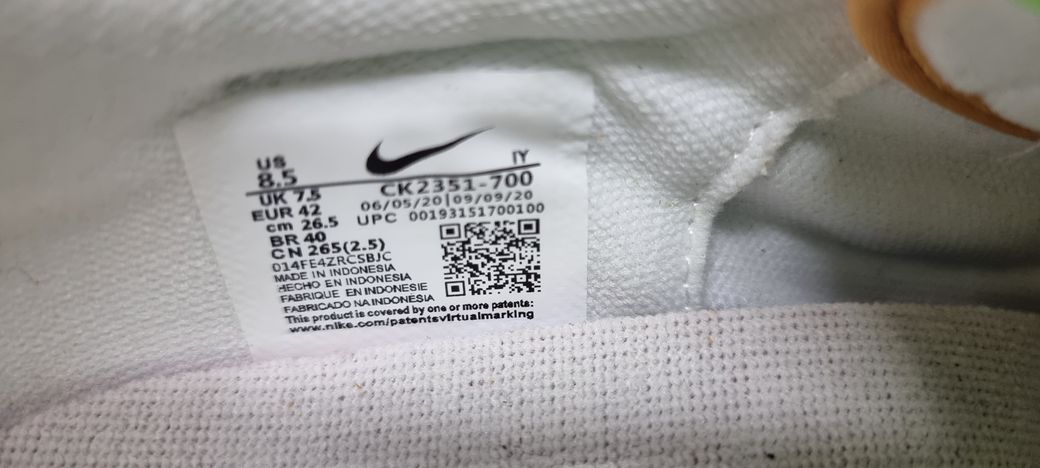 US
8.5
IY
UK 7.5
CK2351-700
EUR 42
06/05/20|09/09/20
cm 26.5
UPC 00193151700100
BR 40
CN 265(2.5)
014FE4ZRCSBJC
MADE IN INDONESIA
HECHO EN INDONESIA
FABRIQUE EN INDONESIE
FABRICADO NA INDONÉSIA
This product is covered by one or more patents:
www.nike.com/patentsvirtualmarking